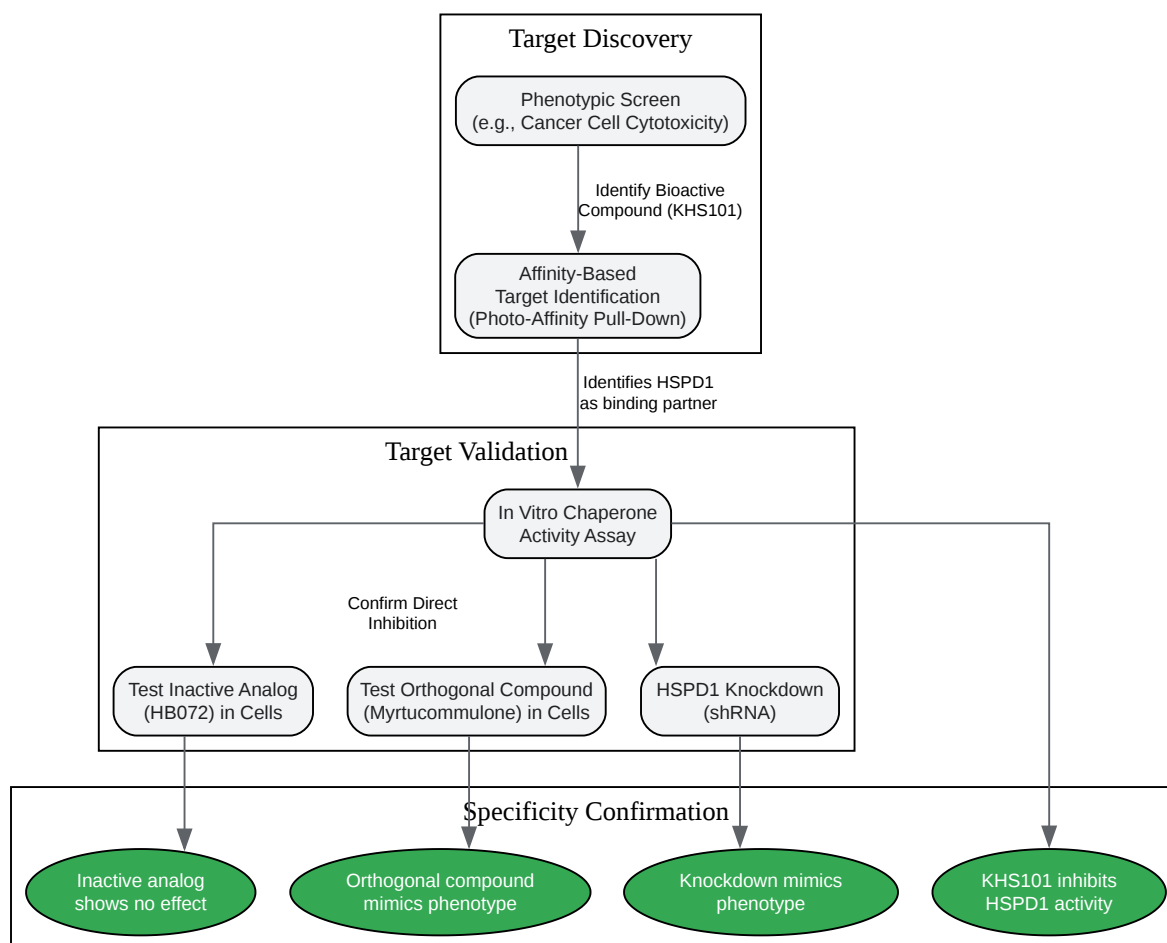 Target Discovery
Phenotypic Screen
(e.g., Cancer Cell Cytotoxicity)
Identify Bioactive
Compound (KHS101)
Affinity-Based
Target Identification
(Photo-Affinity Pull-Down)
Identifies HSPD1
as binding partner
Target Validation
In Vitro Chaperone
Activity Assay
Confirm Direct
Inhibition
Test Inactive Analog
(HB072) in Cells
Test Orthogonal Compound
(Myrtucommulone) in Cells
HSPD1 Knockdown
(shRNA)
Specificity Confirmation
Inactive analog
shows no effect
Orthogonal compound
mimics phenotype
Knockdown mimics
phenotype
KHS101 inhibits
HSPD1 activity